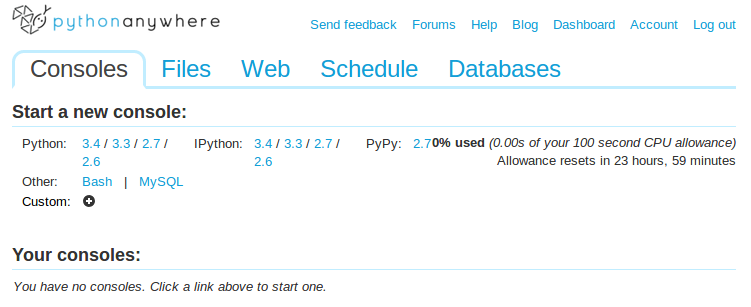 pythonanywhere
Send feedback Forums Help Blog Dashboard Account Log out
Consoles Files Web Schedule Databases
Start a new console:
Python: 3.4 / 3.3 / 2.7 / 2.6 IPython: 3.4 / 3.3 / 2.7 / 2.6 PyPy: 2.7
0% used (0.00s of your 100 second CPU allowance)
Allowance resets in 23 hours, 59 minutes
Other: Bash | MySQL
Custom:
Your consoles:
You have no consoles. Click a link above to start one.